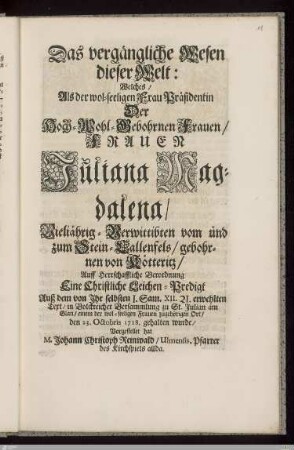 Das vergängliche Wesen
dieser Welt:
Welches /
Als der wol-seeligen Frau Präsidentin
Der
Hoch-Wohl-Gebohrnen Frauen /
FRAUEN
Juliana Mag-
dalena /
Vieljährig-Verwittibten vom und
zum Stein-Callenfels / gebohr-
nen von Kötteritz /
Auff Herrschaffliche Verordnung
Eine Christliche Leichen-Predigt
Auß dem von Ihr selbsten I. Sam. XII. 21. erwehlten
Text / in Volckreicher Versammlung zu St. Julian am
Glan / einem der wol-seeligen Frauen zugehörigen Ort /
den 23. Octobris 1718. gehalten wurde /
Vorgestellet hat
M. Johann Christoph Reinwald / Ulmensis, Pfarrer
des Kirchspiels allda.